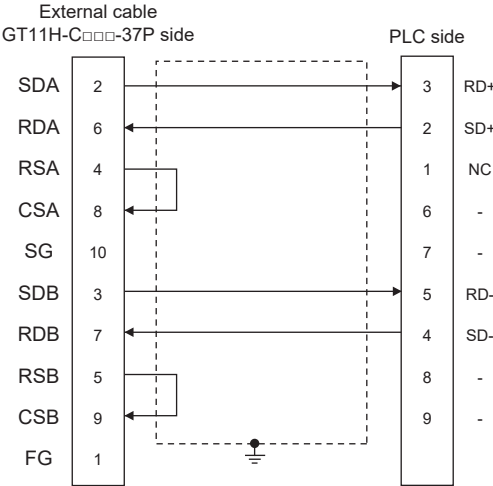 External cable
GT11H-C□□□-37P side
PLC side
SDA 2 3 RD+
RDA 6 2 SD+
RSA 4 1 NC
CSA 8 6 -
SG 10 7 -
SDB 3 5 RD-
RDB 7 4 SD-
RSB 5 8 -
CSB 9 9 -
FG 1